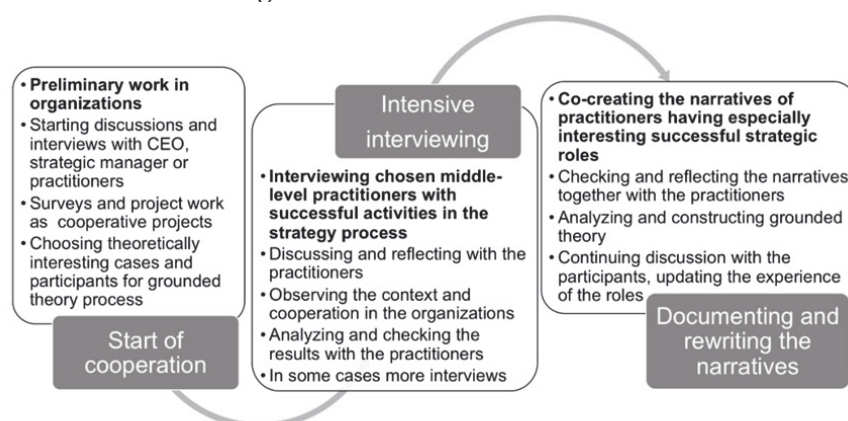 • Preliminary work in
organizations
• Starting discussions and
interviews with CEO,
strategic manager or
practitioners
• Surveys and project work
as cooperative projects
• Choosing theoretically
interesting cases and
participants for grounded
theory process
Start of
cooperation
Intensive
interviewing
• Interviewing chosen middle-
level practitioners with
successful activities in the
strategy process
• Discussing and reflecting with the
practitioners
• Observing the context and
cooperation in the organizations
• Analyzing and checking the
results with the practitioners
• In some cases more interviews
• Co-creating the narratives of
practitioners having especially
interesting successful strategic
roles
• Checking and reflecting the narratives
together with the practitioners
• Analyzing and constructing grounded
theory
• Continuing discussion with the
participants, updating the experience
of the roles
Documenting and
rewriting the
narratives